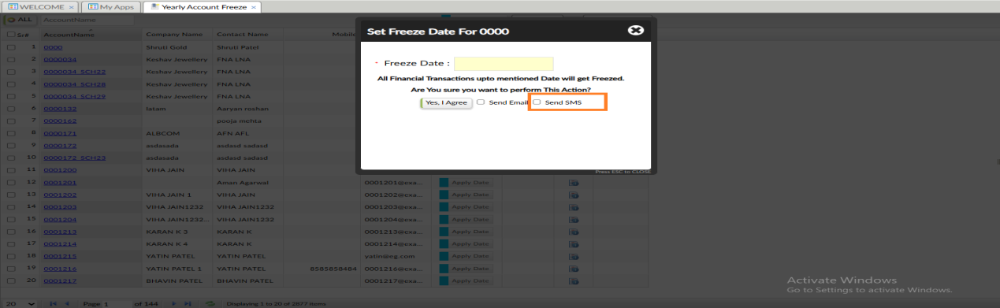 WELCOME × My Apps Yearly Account Freeze ×
ALL AccountName
Sr# AccountName Company Name Contact Name Mobile
1 0000 Shruti Gold Shruti Patel
2 0000034 Keshav Jewellery FNA LNA
3 0000034_SCH22 Keshav Jewellery FNA LNA
4 0000034_SCH28 Keshav Jewellery FNA LNA
5 0000034_SCH29 Keshav Jewellery FNA LNA
6 0000132 tatam Aaryan roshan
7 0000162 pooja mehta
8 0000171 ALBCOM AFN AFL
9 0000172 asdasada asdasd sadasd
10 0000172_SCH23 asdasada asdasd sadasd
11 0001200 VIHA JAIN VIHA JAIN
12 0001201 Aman Agarwal 0001201@exa... Apply Date
13 0001202 VIHA JAIN 1 VIHA JAIN 0001202@exa... Apply Date
14 0001203 VIHA JAIN1232 VIHA JAIN1232 0001203@exa... Apply Date
15 0001204 VIHA JAIN1232... VIHA JAIN1232 0001204@exa... Apply Date
16 0001213 KARAN K 3 KARAN K 0001213@exa... Apply Date
17 0001214 KARAN K 4 KARAN K 0001214@exa... Apply Date
18 0001215 YATIN PATEL YATIN PATEL yatin@eg.com Apply Date
19 0001216 YATIN PATEL 1 YATIN PATEL 8585858484 0001216@exa... Apply Date
20 0001217 BHAVIN PATEL BHAVIN PATEL 0001217@exa... Apply Date
20 Page 1 of 144 Displaying 1 to 20 of 2877 items
Set Freeze Date For 0000
Freeze Date :
All Financial Transactions upto mentioned Date will get Freezed.
Are You sure you want to perform This Action?
Yes, I Agree Send Email Send SMS
Press ESC to CLOSE
Activate Windows
Go to Settings to activate Windows.